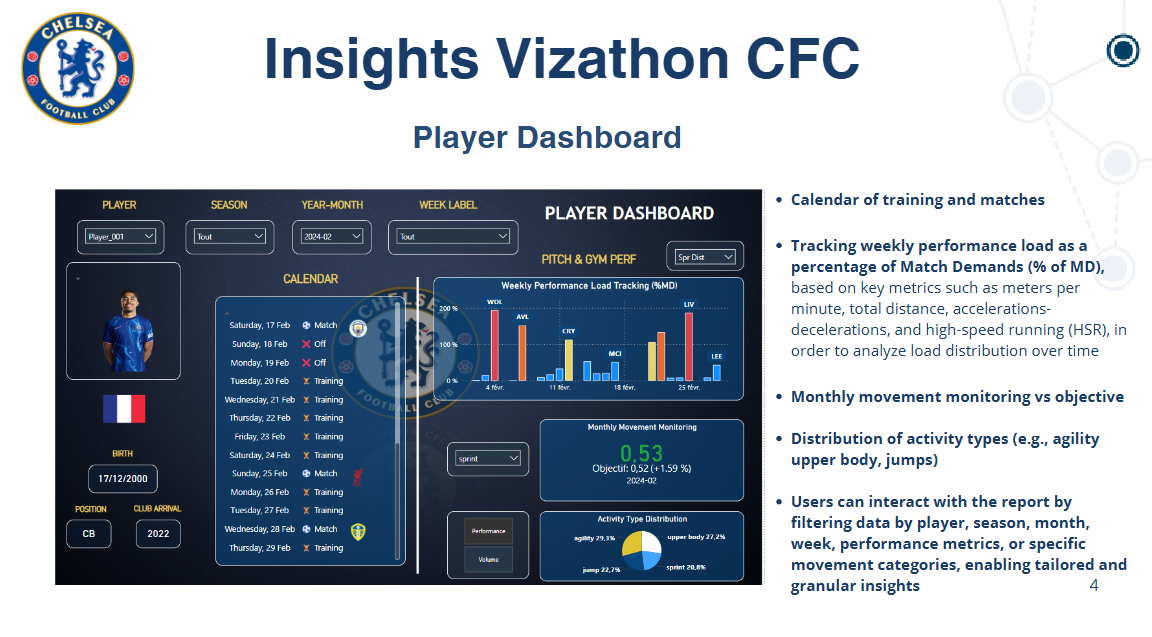 CHELSEA
FOOTBALL CLUB
Insights Vizathon CFC
Player Dashboard
PLAYER
SEASON
YEAR-MONTH
WEEK LABEL
PLAYER DASHBOARD
Player_001
Tout
2024-02
Tout
PITCH & GYM PERF
Spr Dist
CALENDAR
Saturday, 17 Feb Match
Sunday, 18 Feb Off
Monday, 19 Feb Off
Tuesday, 20 Feb Training
Wednesday, 21 Feb Training
Thursday, 22 Feb Training
Friday, 23 Feb Training
Saturday, 24 Feb Training
Sunday, 25 Feb Match
Monday, 26 Feb Training
Tuesday, 27 Feb Training
Wednesday, 28 Feb Match
Thursday, 29 Feb Training
CHELSEA
FOOTBALL CLUB
BIRTH
17/12/2000
POSITION
CLUB ARRIVAL
CB
2022
Weekly Performance Load Tracking (%MD)
200 %
100 %
0 %
WOL
AVL
CRY
MCI
LIV
LEE
4 févr.
11 févr.
18 févr.
25 févr.
sprint
Monthly Movement Monitoring
0,53
Objectif: 0,52 (+1.59 %)
2024-02
Performance
Volume
Activity Type Distribution
agility 29,3%
upper body 27,2%
jump 22,7%
sprint 20,8%
• Calendar of training and matches
• Tracking weekly performance load as a
percentage of Match Demands (% of MD),
based on key metrics such as meters per
minute, total distance, accelerations-
decelerations, and high-speed running (HSR), in
order to analyze load distribution over time
• Monthly movement monitoring vs objective
• Distribution of activity types (e.g., agility
upper body, jumps)
• Users can interact with the report by
filtering data by player, season, month,
week, performance metrics, or specific
movement categories, enabling tailored and
granular insights
4